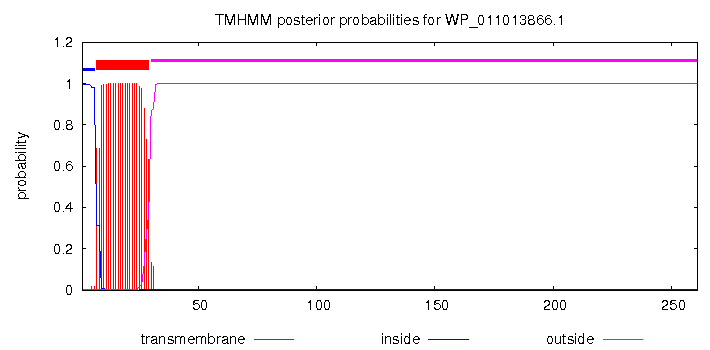 TMHMM posterior probabilities for WP_011013866.1
1.2
1
0.8
0.6
0.4
0.2
0
probability
50
100
150
200
250
transmembrane
inside
outside